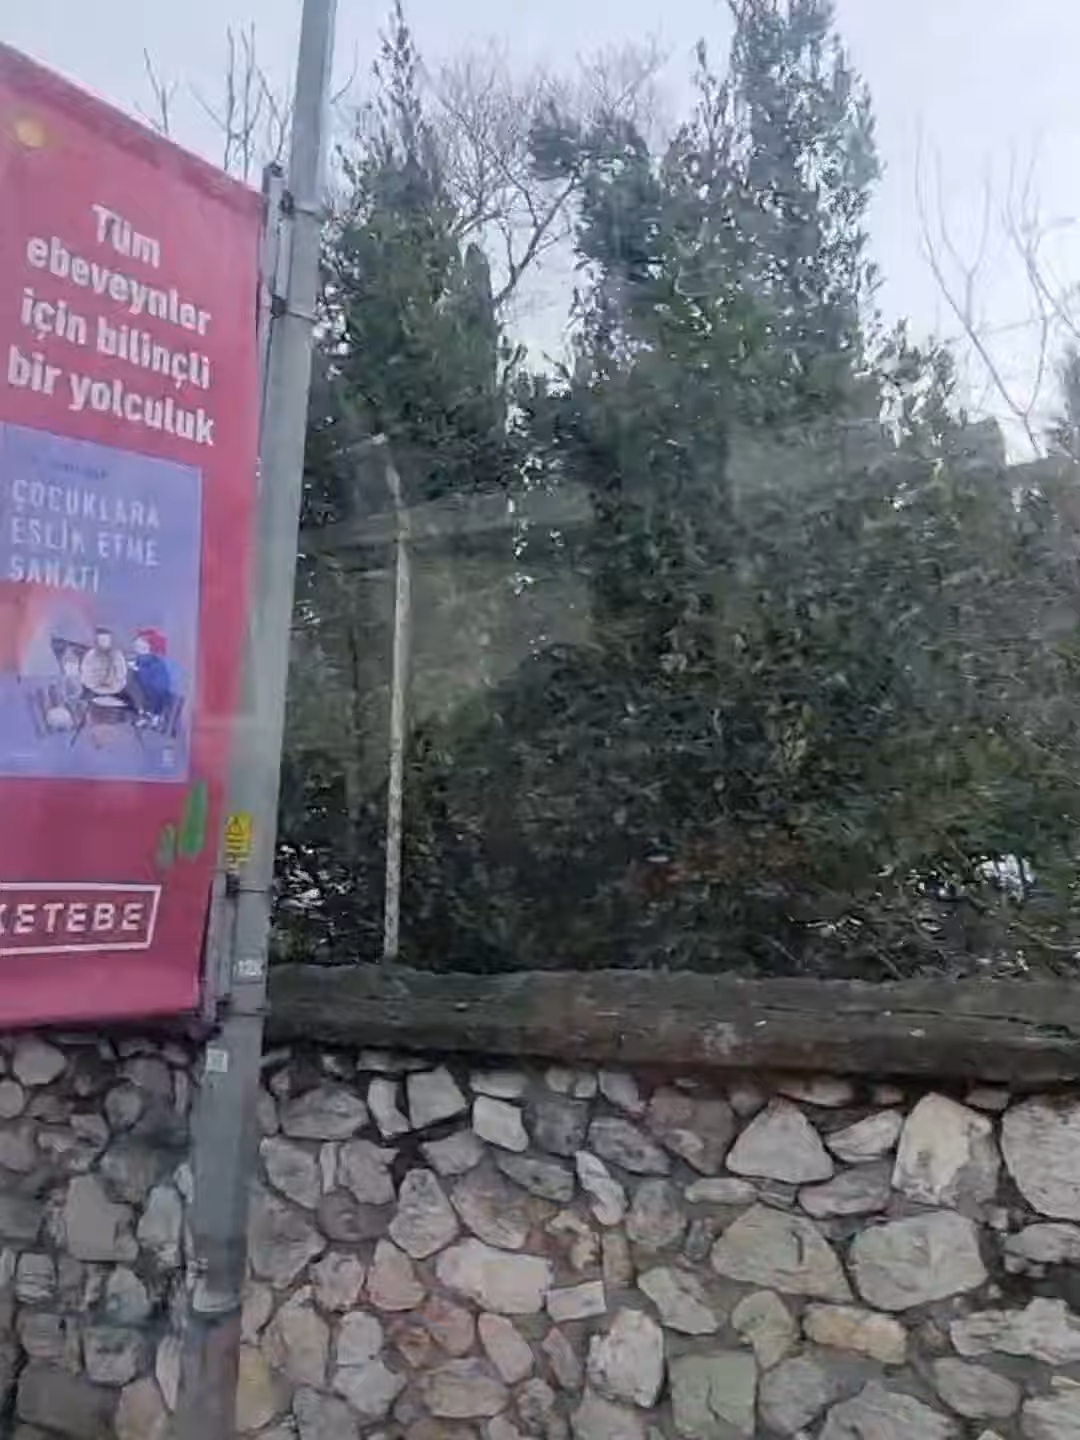 Tüm
ebeveynler
için bilinçli
bir yolculuk
ÇOCUKLARA
EŞLİK ETME
SANATI
KETEBE